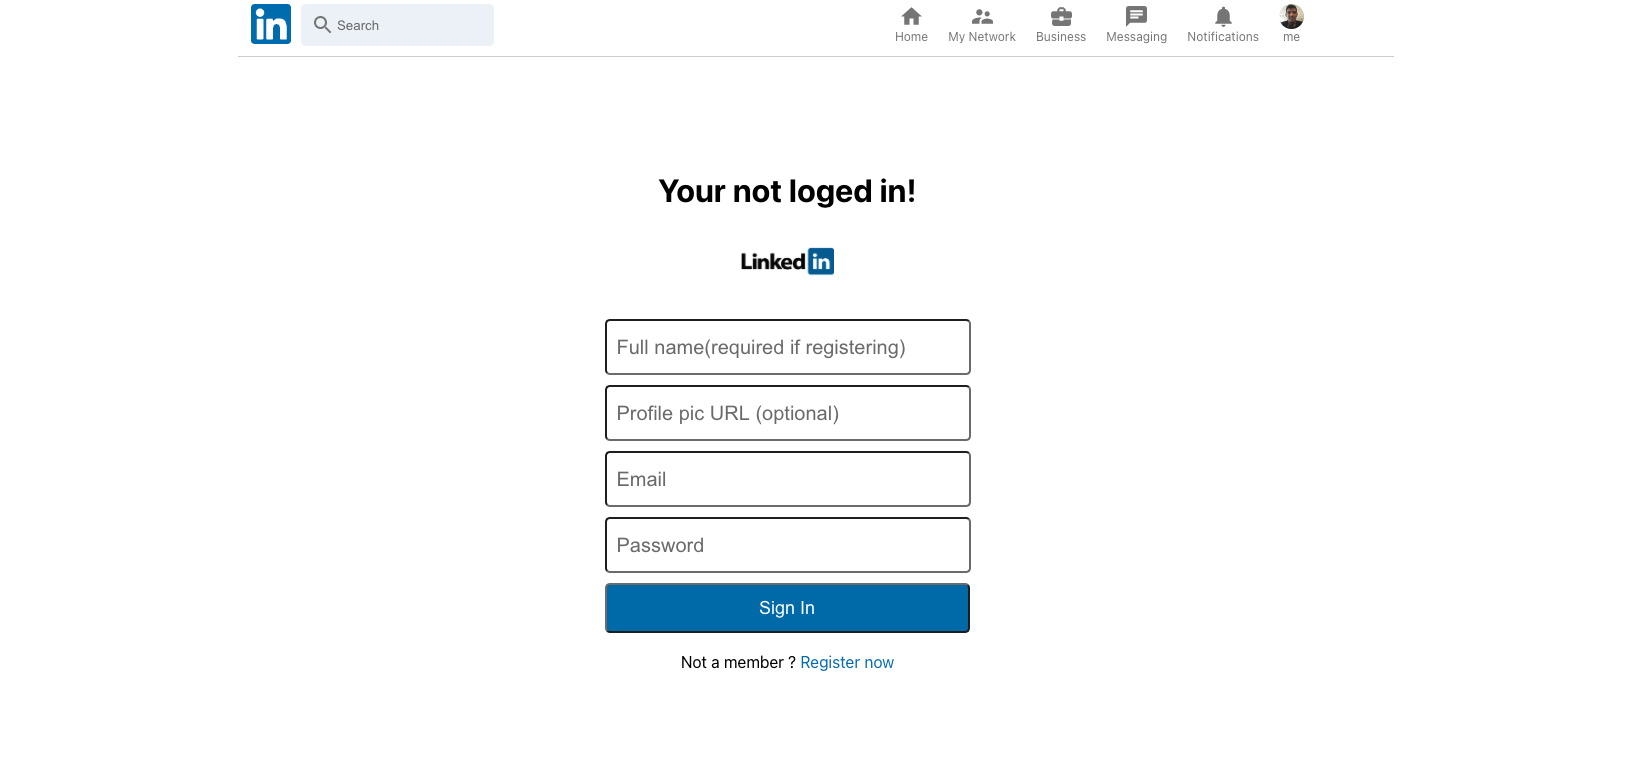 in Search Home My Network Business Messaging Notifications me
Your not loged in!
Linked in
Full name(required if registering)
Profile pic URL (optional)
Email
Password
Sign In
Not a member ? Register now